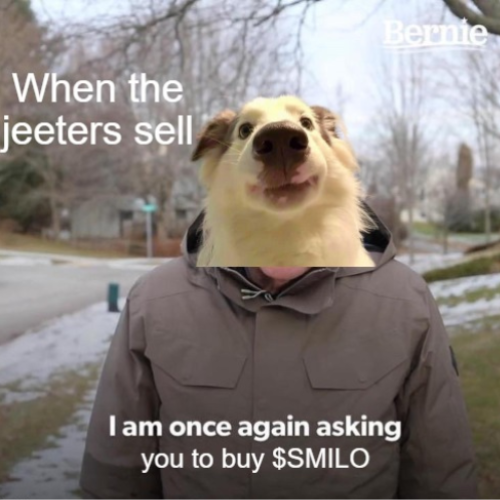 Bernie
When the
jeeters sell
I am once again asking
you to buy $SMILO